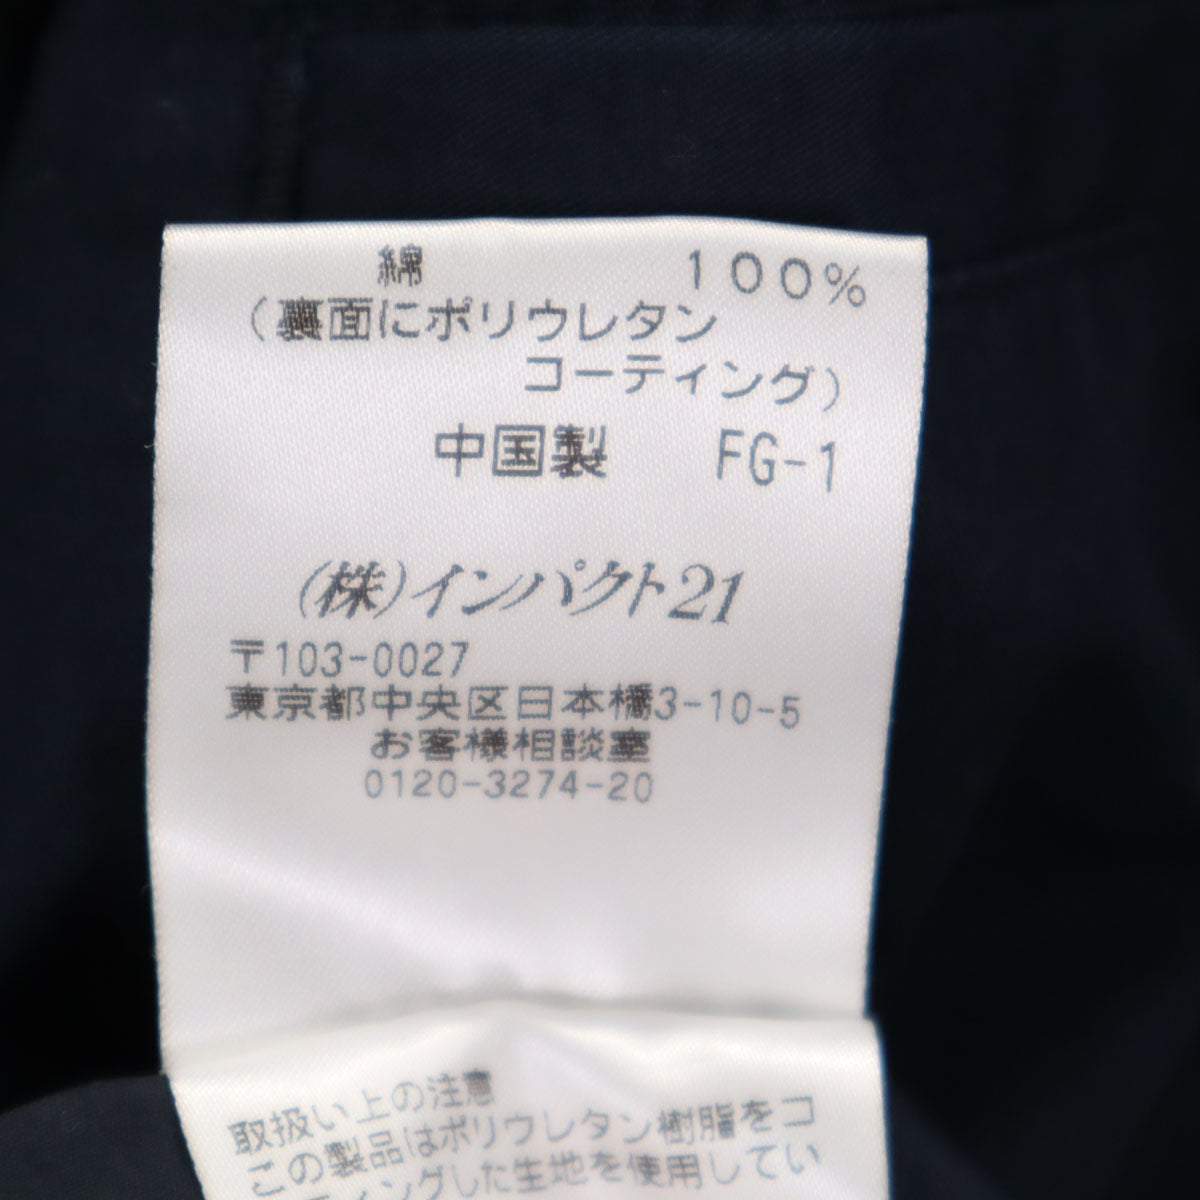 綿 100%
(裏面にポリウレタン
コーティング)
中国製 FG-1
(株)インパクト21
〒103-0027
東京都中央区日本橋3-10-5
お客様相談室
0120-3274-20
取扱い上の注意
この製品はポリウレタン樹脂をコ
ーティングした生地を使用してい